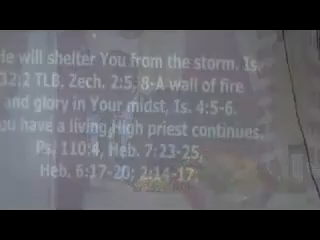 He will shelter You from the storm. Is.
32:2 TLB, Zech. 2:5, 8-A wall of fire
and glory in Your midst, Is. 4:5-6.
You have a living High priest continues,
Ps. 110:4, Heb. 7:23-25,
Heb. 6:17-20; 2:14-17.